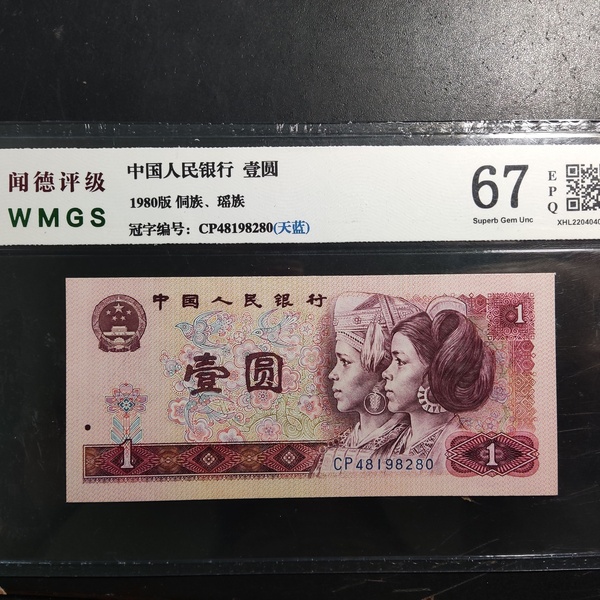 闻德评级
WMGS
中国人民银行 壹圆
1980版 侗族、瑶族
冠字编号：CP48198280(天蓝)
67
Superb Gem Unc
E
P
Q
XHL2204040
中国人民银行
1
壹圆
1
CP48198280
1